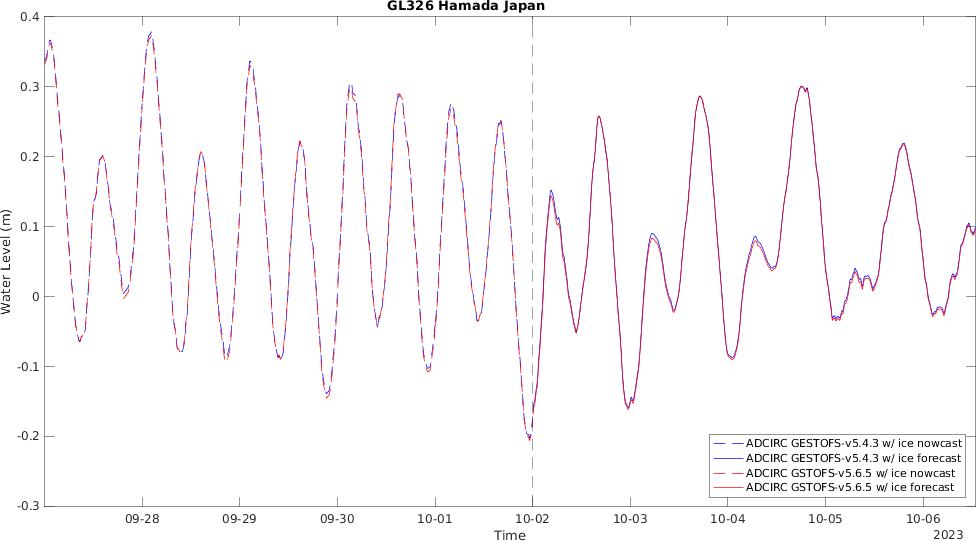 GL326 Hamada Japan
0.4
0.3
0.2
0.1
0
-0.1
-0.2
-0.3
Water Level (m)
ADCIRC GESTOFS-v5.4.3 w/ ice nowcast
ADCIRC GESTOFS-v5.4.3 w/ ice forecast
ADCIRC GSTOFS-v5.6.5 w/ ice nowcast
ADCIRC GSTOFS-v5.6.5 w/ ice forecast
09-28 09-29 09-30 10-01 10-02 10-03 10-04 10-05 10-06
Time 2023